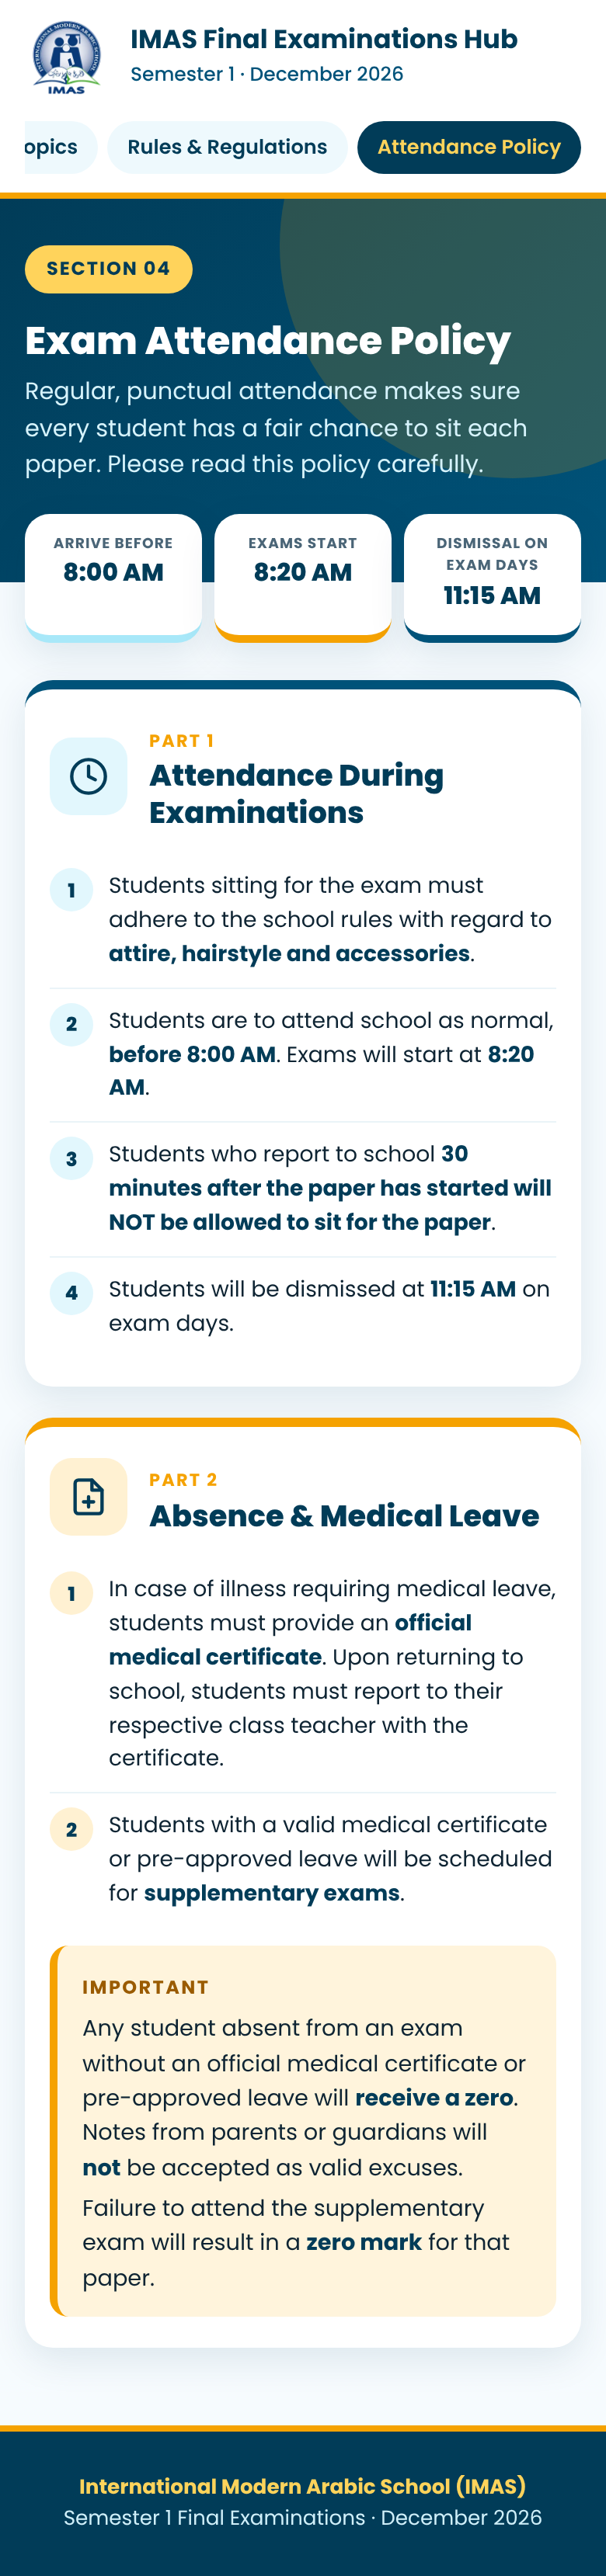 IMAS
IMAS Final Examinations Hub
Semester 1 · December 2026
opics
Rules & Regulations
Attendance Policy
SECTION 04
Exam Attendance Policy
Regular, punctual attendance makes sure
every student has a fair chance to sit each
paper. Please read this policy carefully.
ARRIVE BEFORE
8:00 AM
EXAMS START
8:20 AM
DISMISSAL ON
EXAM DAYS
11:15 AM
PART 1
Attendance During
Examinations
1
Students sitting for the exam must
adhere to the school rules with regard to
attire, hairstyle and accessories.
2
Students are to attend school as normal,
before 8:00 AM. Exams will start at 8:20
AM.
3
Students who report to school 30
minutes after the paper has started will
NOT be allowed to sit for the paper.
4
Students will be dismissed at 11:15 AM on
exam days.
PART 2
Absence & Medical Leave
1
In case of illness requiring medical leave,
students must provide an official
medical certificate. Upon returning to
school, students must report to their
respective class teacher with the
certificate.
2
Students with a valid medical certificate
or pre-approved leave will be scheduled
for supplementary exams.
IMPORTANT
Any student absent from an exam
without an official medical certificate or
pre-approved leave will receive a zero.
Notes from parents or guardians will
not be accepted as valid excuses.
Failure to attend the supplementary
exam will result in a zero mark for that
paper.
International Modern Arabic School (IMAS)
Semester 1 Final Examinations · December 2026